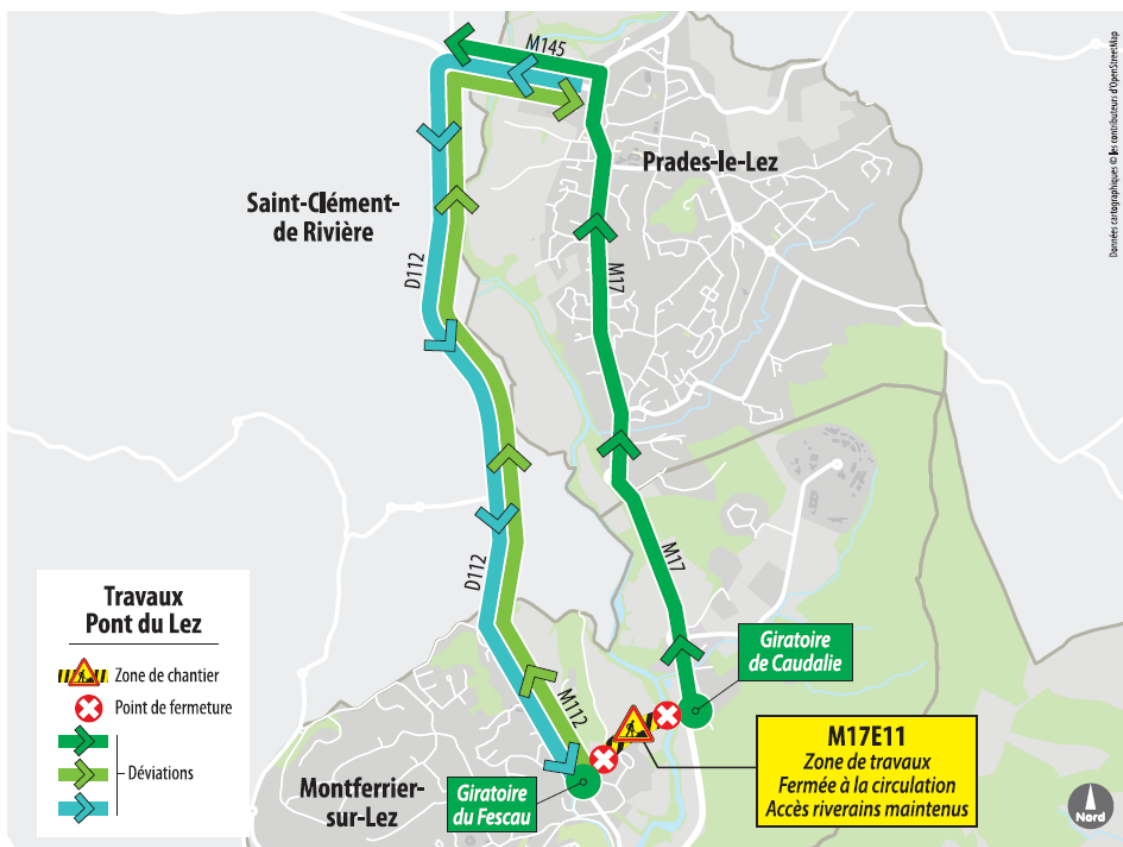 M145
Données cartographiques © les contributeurs d'OpenStreetMap
Prades-le-Lez
Saint-Clément-
de Rivière
D112
M17
D112
M17
Travaux
Pont du Lez
Zone de chantier
Point de fermeture
Déviations
Giratoire
de Caudalie
M112
M17E11
Zone de travaux
Fermée à la circulation
Accès riverains maintenus
Montferrier-
sur-Lez
Giratoire
du Fescau
Nord